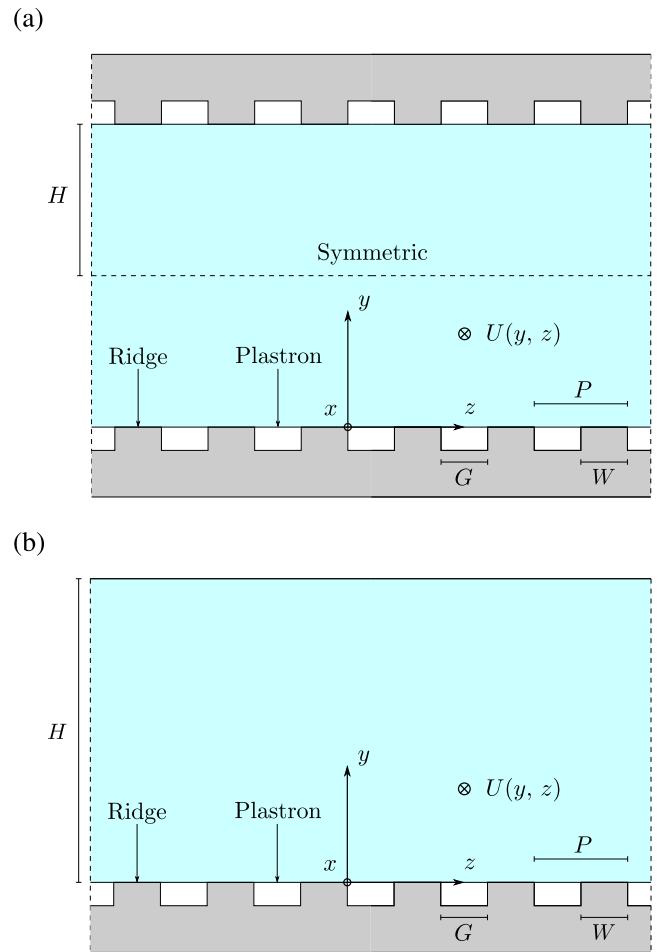 (a)
H
Symmetric
y
U(y, z)
Ridge
Plastron
P
x
z
G
W
(b)
H
y
U(y, z)
Ridge
Plastron
P
x
z
G
W